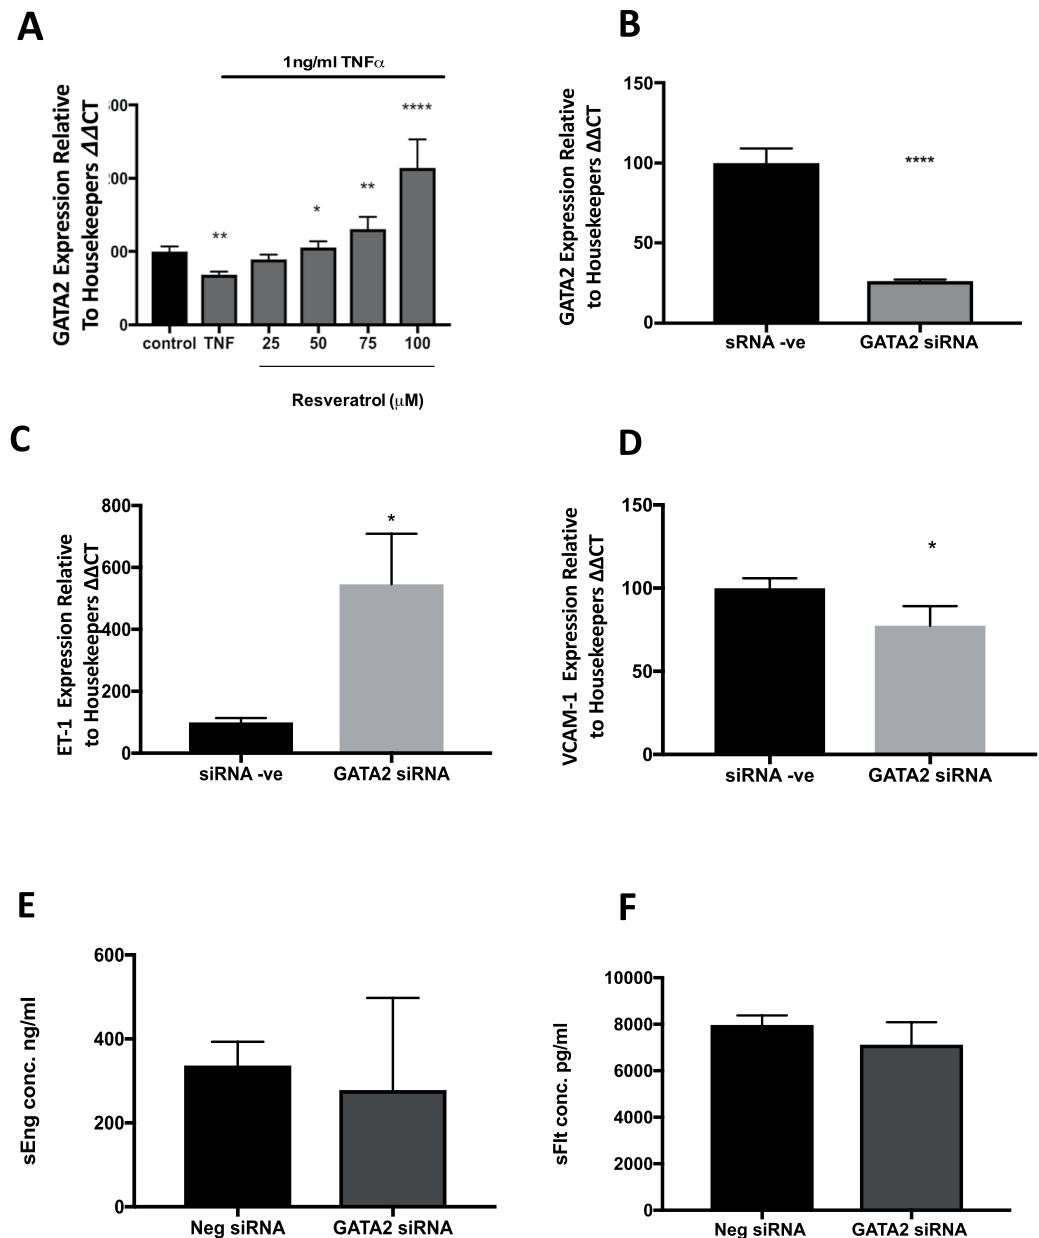 A
1ng/ml TNFα
GATA2 Expression Relative
To Housekeepers ΔΔCT
00
200
00
0
**
*
**
****
control TNF 25 50 75 100
Resveratrol (μM)
B
GATA2 Expression Relative
to Housekeepers ΔΔCT
150
100
50
0
****
sRNA -ve GATA2 siRNA
C
ET-1 Expression Relative
to Housekeepers ΔΔCT
800
600
400
200
0
*
siRNA -ve GATA2 siRNA
D
VCAM-1 Expression Relative
to Housekeepers ΔΔCT
150
100
50
0
*
siRNA -ve GATA2 siRNA
E
sEng conc. ng/ml
600
400
200
0
Neg siRNA GATA2 siRNA
F
sFlt conc. pg/ml
10000
8000
6000
4000
2000
0
Neg siRNA GATA2 siRNA